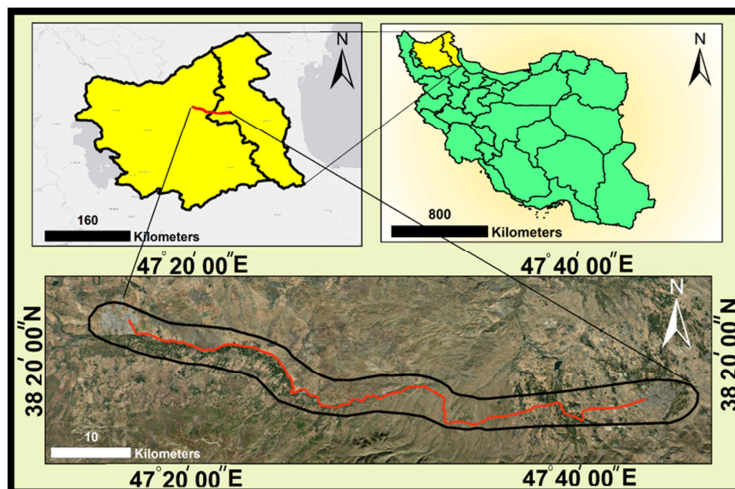 N
160
Kilometers
N
800
Kilometers
47° 20' 00"E
47° 40' 00"E
38 20' 00"N
N
38 20' 00"N
10
Kilometers
47° 20' 00"E
47° 40' 00"E